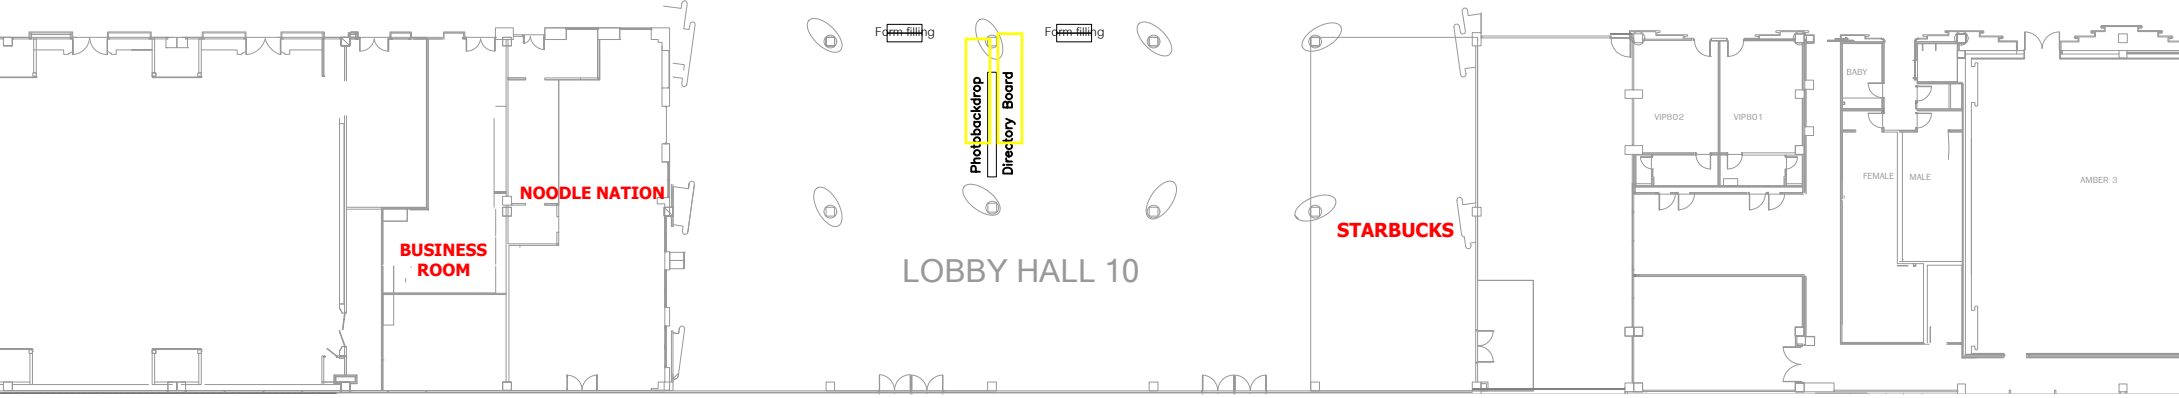 Form filling
Form filling
Photobackdrop
Directory Board
BABY
VIP802
VIP801
FEMALE
MALE
AMBER 3
NOODLE NATION
BUSINESS
ROOM
STARBUCKS
LOBBY HALL 10